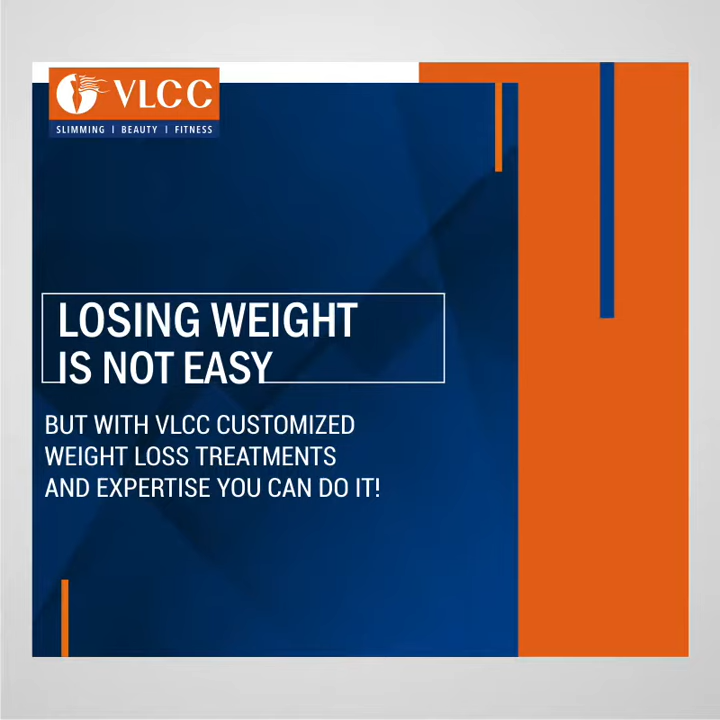 VLCC
SLIMMING | BEAUTY | FITNESS
LOSING WEIGHT
IS NOT EASY
BUT WITH VLCC CUSTOMIZED
WEIGHT LOSS TREATMENTS
AND EXPERTISE YOU CAN DO IT!